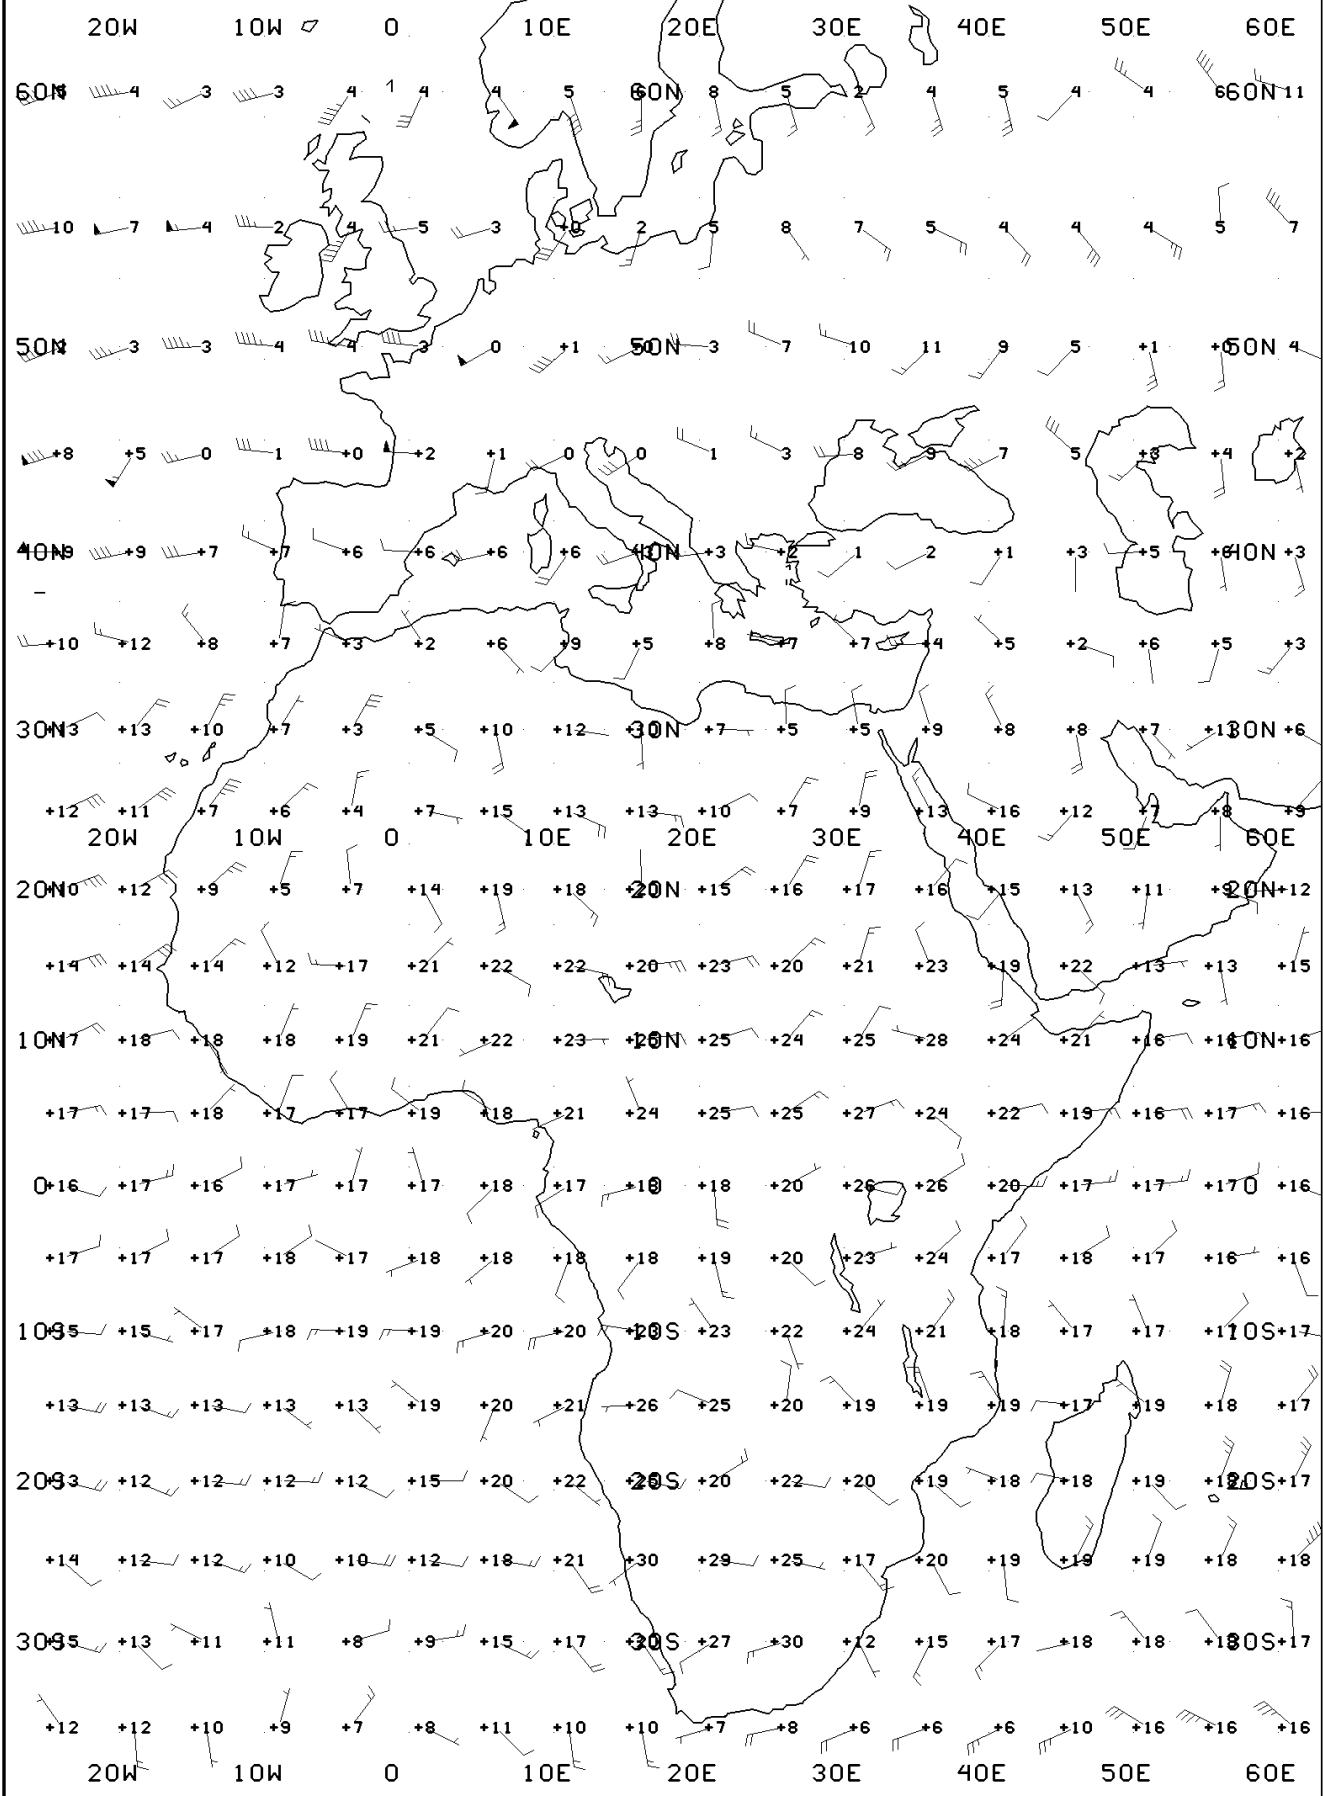 20W 10W 0 10E 20E 30E 40E 50E 60E
60N 4 3 3 4 1 4 4 5 60N 8 5 2 4 5 4 4 6 60N 11
10 7 4 2 4 5 3 +0 2 5 8 7 5 4 4 4 5 7
50N 3 3 4 4 3 0 +1 50N 3 7 10 11 9 5 +1 +0 50N 4
+8 +5 0 1 +0 +2 +1 0 0 1 3 8 9 7 5 +3 +4 +2
40N +9 +9 +7 +7 +6 +6 +6 +6 40N +3 +2 1 2 +1 +3 +5 40N +3
+10 +12 +8 +7 +3 +2 +6 +9 +5 +8 +7 +7 +4 +5 +2 +6 +5 +3
30N +13 +13 +10 +7 +3 +5 +10 +12 30N +7 +5 +5 +9 +8 +8 +7 30N +6
+12 +11 +7 +6 +4 +7 +15 +13 +13 +10 +7 +9 +13 +16 +12 +7 +8 +9
20W 10W 0 10E 20E 30E 40E 50E 60E
20N +12 +9 +5 +7 +14 +19 +18 20N +15 +16 +17 +16 +15 +13 +11 20N +12
+14 +14 +14 +12 +17 +21 +22 +22 +20 +23 +20 +21 +23 +19 +22 +13 +13 +15
10N +18 +18 +18 +19 +21 +22 +23 10N +25 +24 +25 +28 +24 +21 +16 10N +16
+17 +17 +18 +17 +17 +19 +18 +21 +24 +25 +25 +27 +24 +22 +19 +16 +17 +16
0 +16 +17 +16 +17 +17 +17 +18 +17 0 +18 +20 +26 +26 +20 +17 +17 +17 0 +16
+17 +17 +17 +18 +17 +18 +18 +18 +18 +19 +20 +23 +24 +17 +18 +17 +16 +16
10S +15 +17 +18 +19 +19 +20 +20 10S +23 +22 +24 +21 +18 +17 +17 10S +17
+13 +13 +13 +13 +13 +19 +20 +21 +26 +25 +20 +19 +19 +19 +17 +19 +18 +17
20S +12 +12 +12 +12 +15 +20 +22 20S +20 +22 +20 +19 +18 +18 +19 20S +17
+14 +12 +12 +10 +10 +12 +18 +21 +30 +29 +25 +17 +20 +19 +19 +19 +18 +18
30S +13 +11 +11 +8 +9 +15 +17 30S +27 +30 +12 +15 +17 +18 +18 30S +17
+12 +12 +10 +9 +7 +8 +11 +10 +10 +7 +8 +6 +6 +6 +10 +16 +16 +16
20W 10W 0 10E 20E 30E 40E 50E 60E